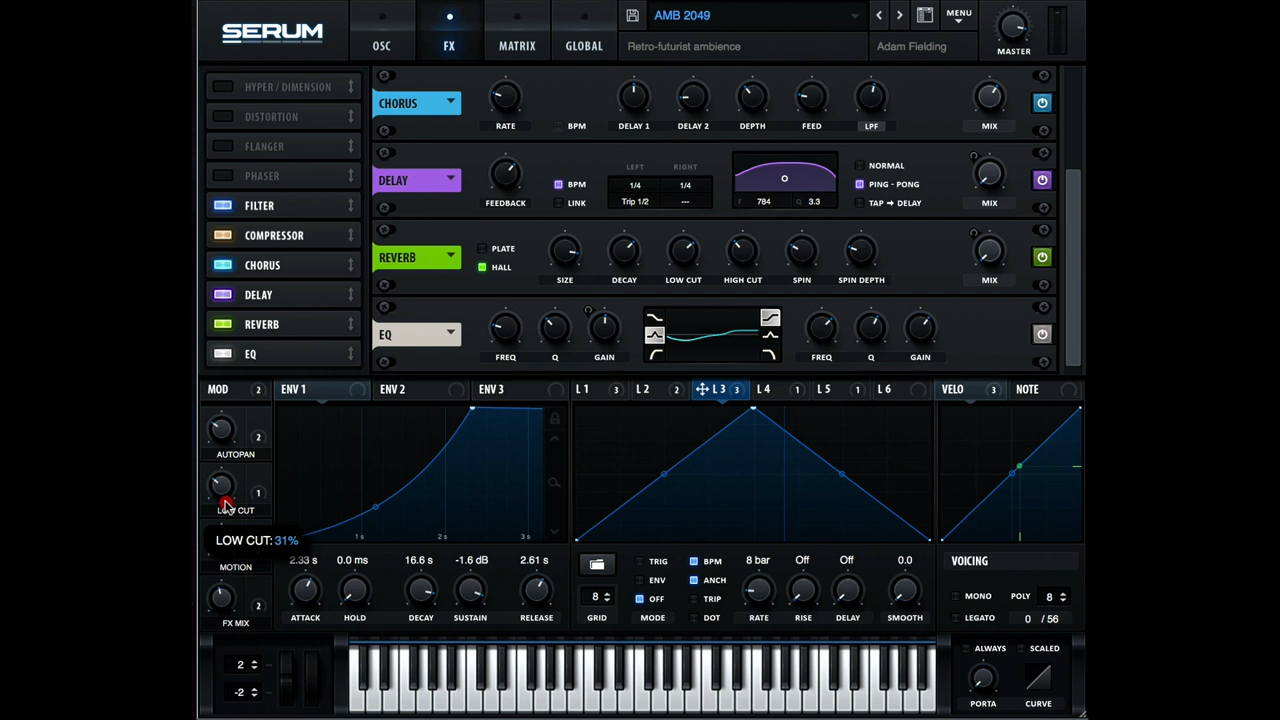 SERUM
OSC
FX
MATRIX
GLOBAL
AMB 2049
MENU
Retro-futurist ambience
Adam Fielding
MASTER
HYPER / DIMENSION
DISTORTION
FLANGER
PHASER
FILTER
COMPRESSOR
CHORUS
DELAY
REVERB
EQ
CHORUS
RATE
BPM
DELAY 1
DELAY 2
DEPTH
FEED
LPF
MIX
DELAY
FEEDBACK
BPM
LINK
LEFT
RIGHT
1/4
1/4
Trip 1/2
---
F 784 Q 3.3
NORMAL
PING - PONG
TAP ➔ DELAY
MIX
REVERB
PLATE
HALL
SIZE
DECAY
LOW CUT
HIGH CUT
SPIN
SPIN DEPTH
MIX
EQ
FREQ
Q
GAIN
FREQ
Q
GAIN
MOD 2
ENV 1
ENV 2
ENV 3
L 1 3
L 2 2
L 3 3
L 4 1
L 5 1
L 6
VELO 3
NOTE
2
AUTOPAN
1
LOW CUT
LOW CUT: 31%
MOTION
2
FX MIX
1 s
2 s
3 s
2.33 s
0.0 ms
16.6 s
-1.6 dB
2.61 s
ATTACK
HOLD
DECAY
SUSTAIN
RELEASE
8
GRID
TRIG
ENV
OFF
MODE
BPM
ANCH
TRIP
DOT
8 bar
Off
Off
0.0
RATE
RISE
DELAY
SMOOTH
VOICING
MONO
POLY
8
LEGATO
0 / 56
2
-2
ALWAYS
SCALED
PORTA
CURVE